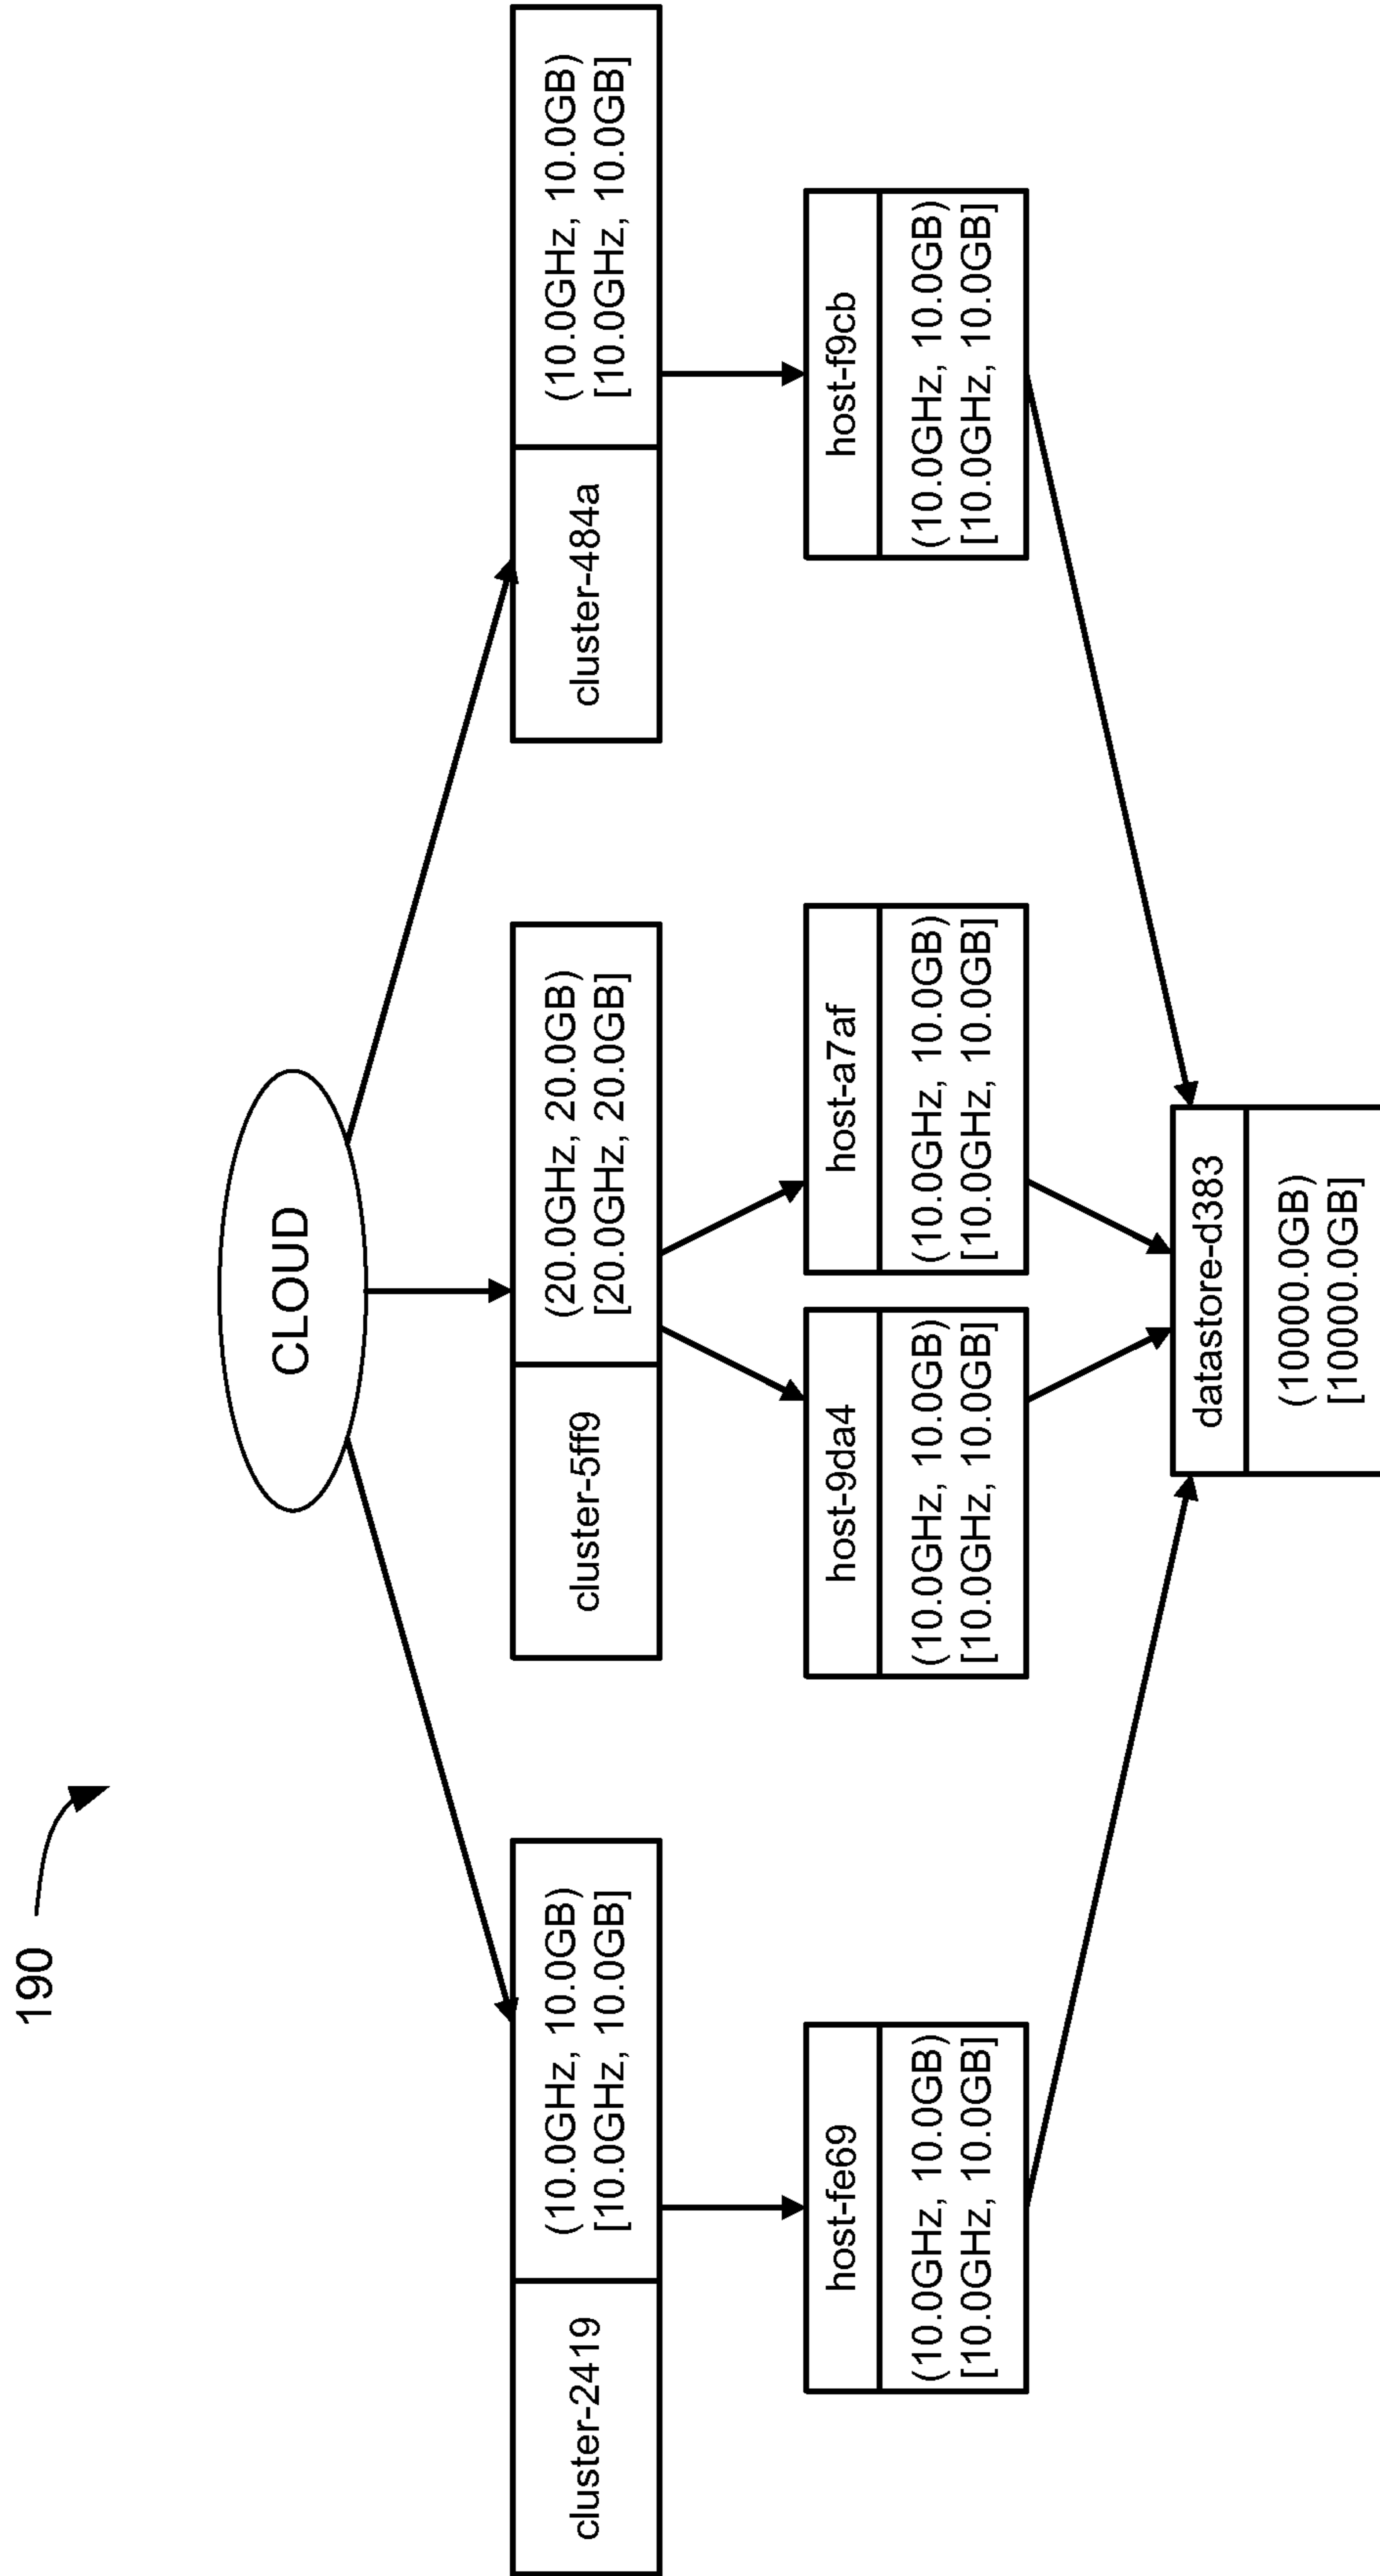 190
CLOUD
cluster-2419
(10.0GHz, 10.0GB)
[10.0GHz, 10.0GB]
cluster-5ff9
(20.0GHz, 20.0GB)
[20.0GHz, 20.0GB]
cluster-484a
(10.0GHz, 10.0GB)
[10.0GHz, 10.0GB]
host-fe69
(10.0GHz, 10.0GB)
[10.0GHz, 10.0GB]
host-9da4
(10.0GHz, 10.0GB)
[10.0GHz, 10.0GB]
host-a7af
(10.0GHz, 10.0GB)
[10.0GHz, 10.0GB]
host-f9cb
(10.0GHz, 10.0GB)
[10.0GHz, 10.0GB]
datastore-d383
(10000.0GB)
[10000.0GB]